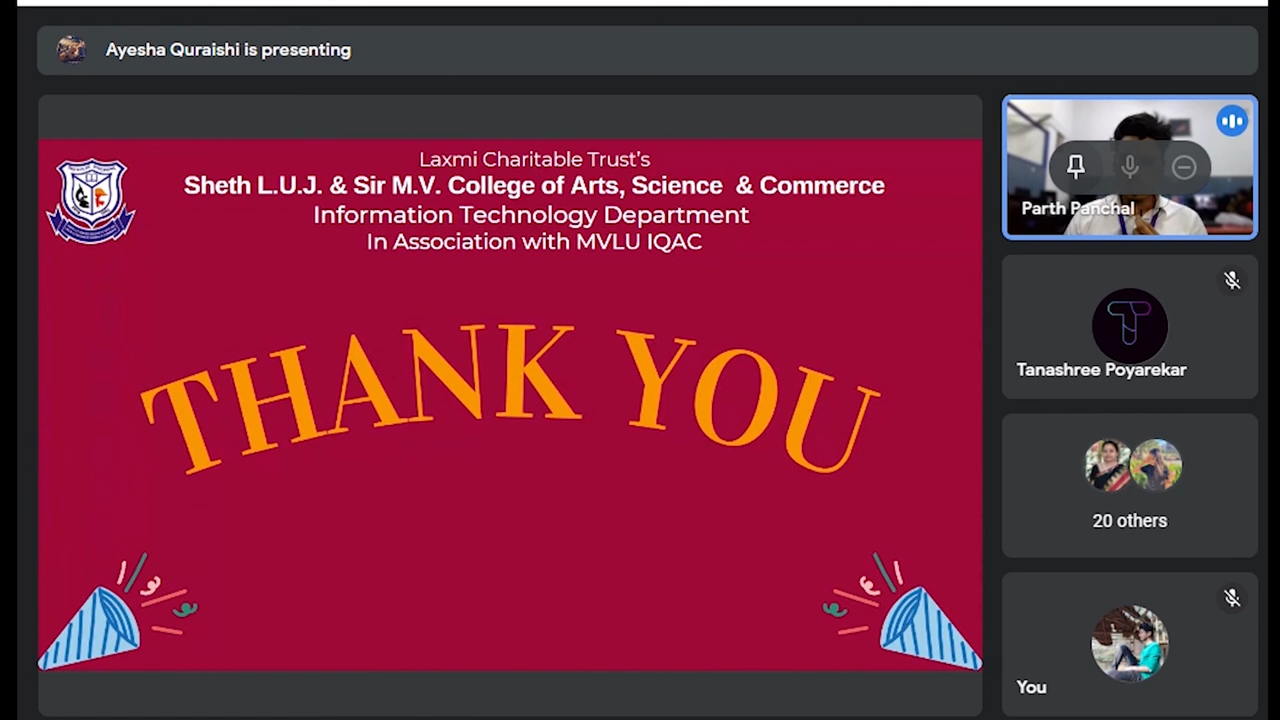 Ayesha Quraishi is presenting
Laxmi Charitable Trust's
Sheth L.U.J. & Sir M.V. College of Arts, Science & Commerce
Information Technology Department
In Association with MVLU IQAC
THANK YOU
Parth Panchal
Tanashree Poyarekar
20 others
You